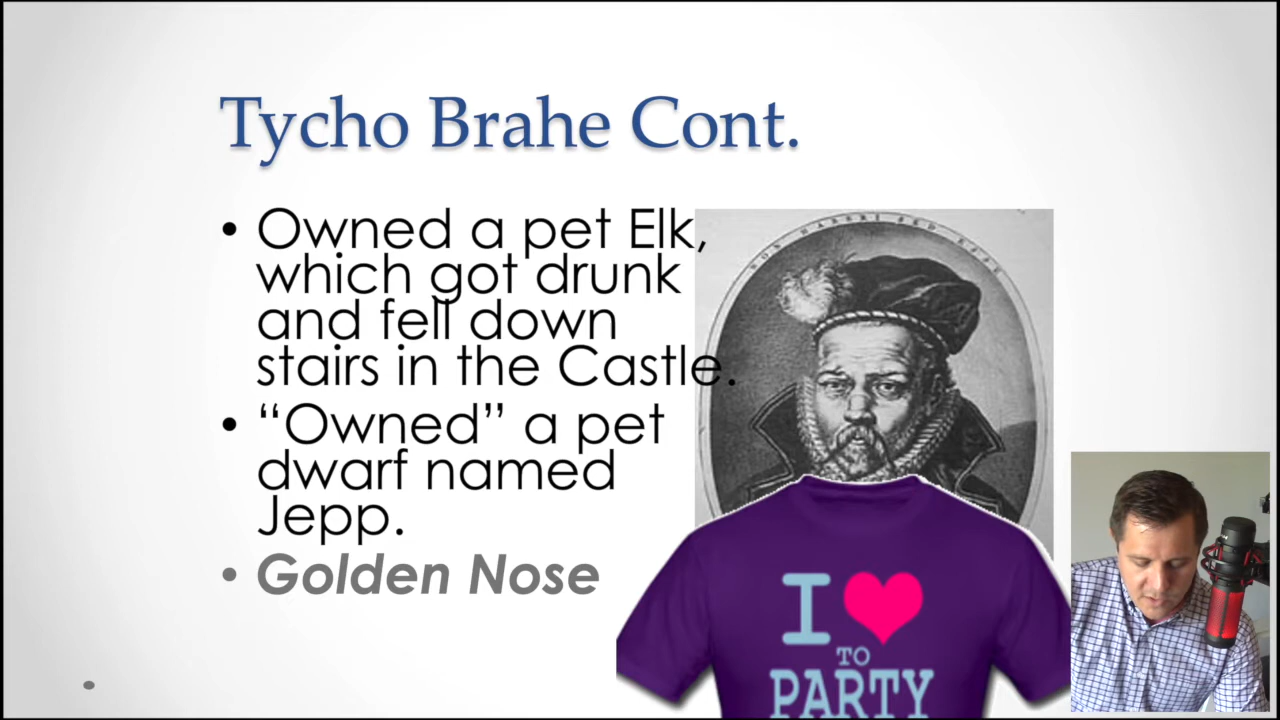 Tycho Brahe Cont.
• Owned a pet Elk,
which got drunk
and fell down
stairs in the Castle.
• “Owned” a pet
dwarf named
Jepp.
• Golden Nose
I
TO
PARTY